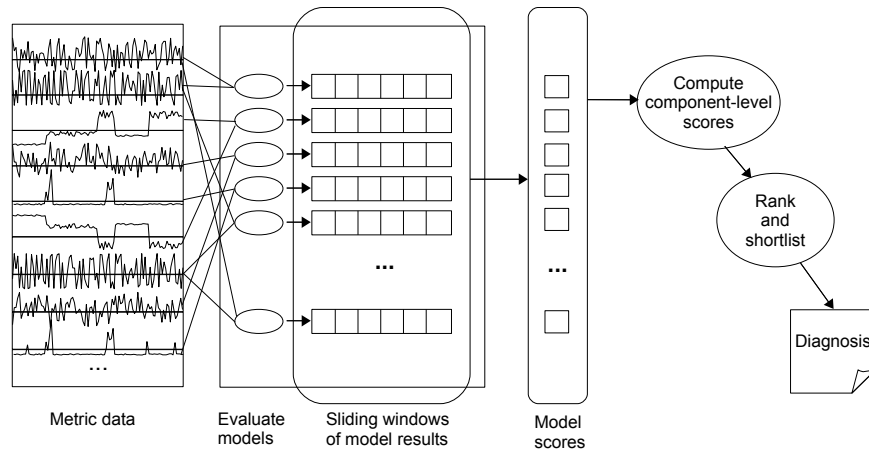 Compute
component-level
scores
Rank
and
shortlist
...
...
Diagnosis
...
Metric data
Evaluate
models
Sliding windows
of model results
Model
scores